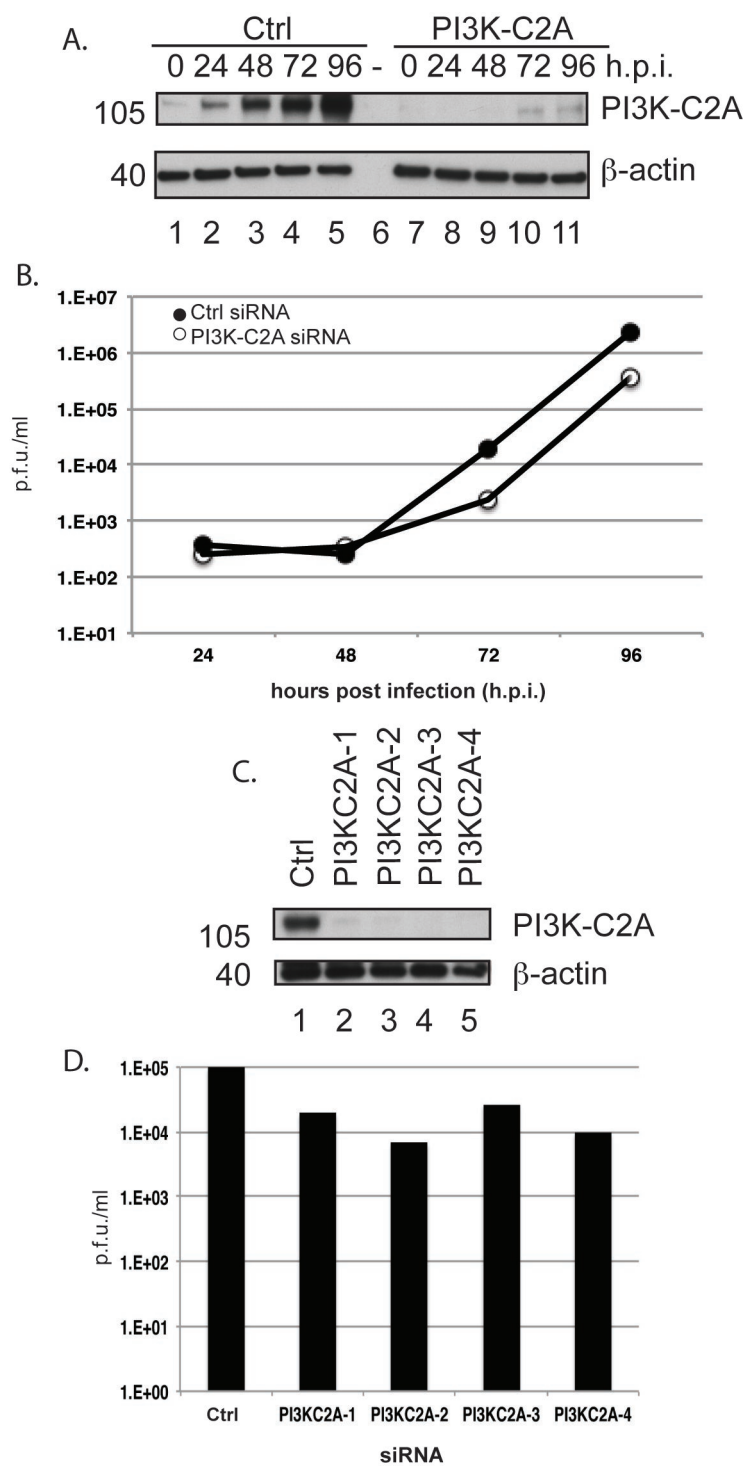 A.
Ctrl PI3K-C2A
0 24 48 72 96 - 0 24 48 72 96 h.p.i.
105 PI3K-C2A
40 β-actin
1 2 3 4 5 6 7 8 9 10 11
B.
1.E+07
Ctrl siRNA
PI3K-C2A siRNA
1.E+06
1.E+05
1.E+04
1.E+03
1.E+02
1.E+01
p.f.u./ml
24 48 72 96
hours post infection (h.p.i.)
C.
Ctrl PI3KC2A-1 PI3KC2A-2 PI3KC2A-3 PI3KC2A-4
105 PI3K-C2A
40 β-actin
1 2 3 4 5
D.
1.E+05
1.E+04
1.E+03
1.E+02
1.E+01
1.E+00
p.f.u./ml
Ctrl PI3KC2A-1 PI3KC2A-2 PI3KC2A-3 PI3KC2A-4
siRNA